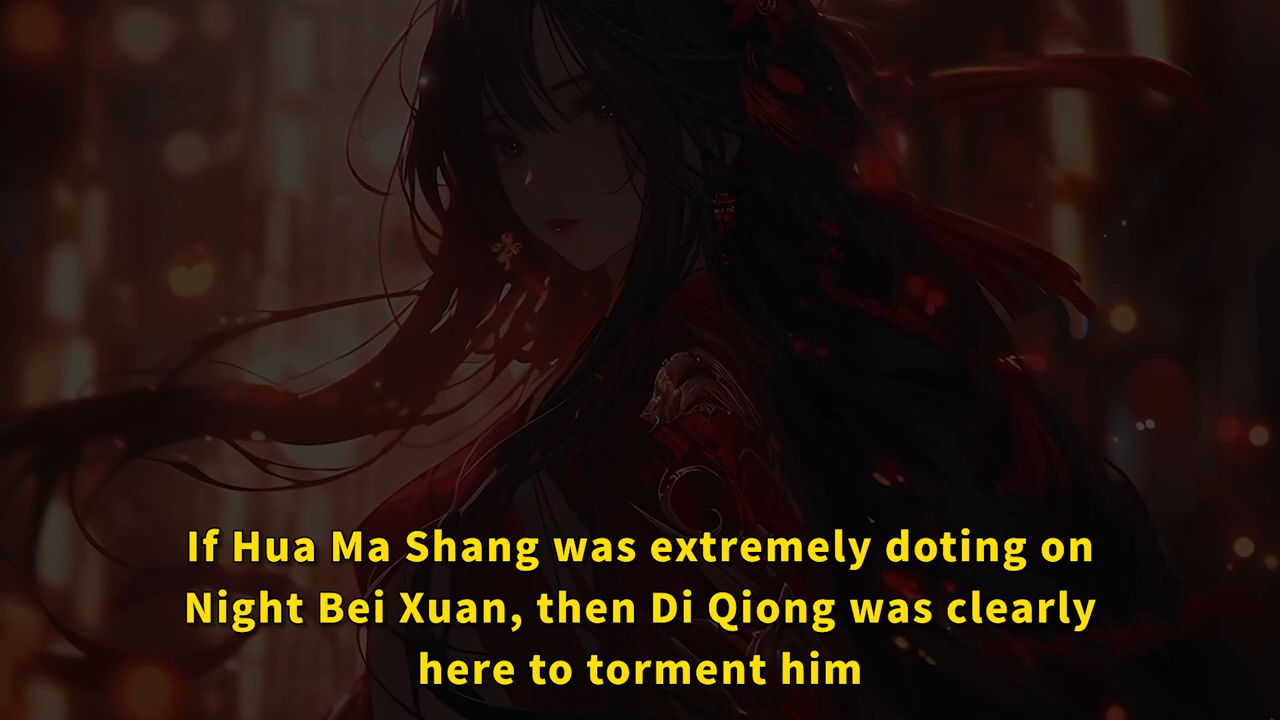 If Hua Ma Shang was extremely doting on
Night Bei Xuan, then Di Qiong was clearly
here to torment him